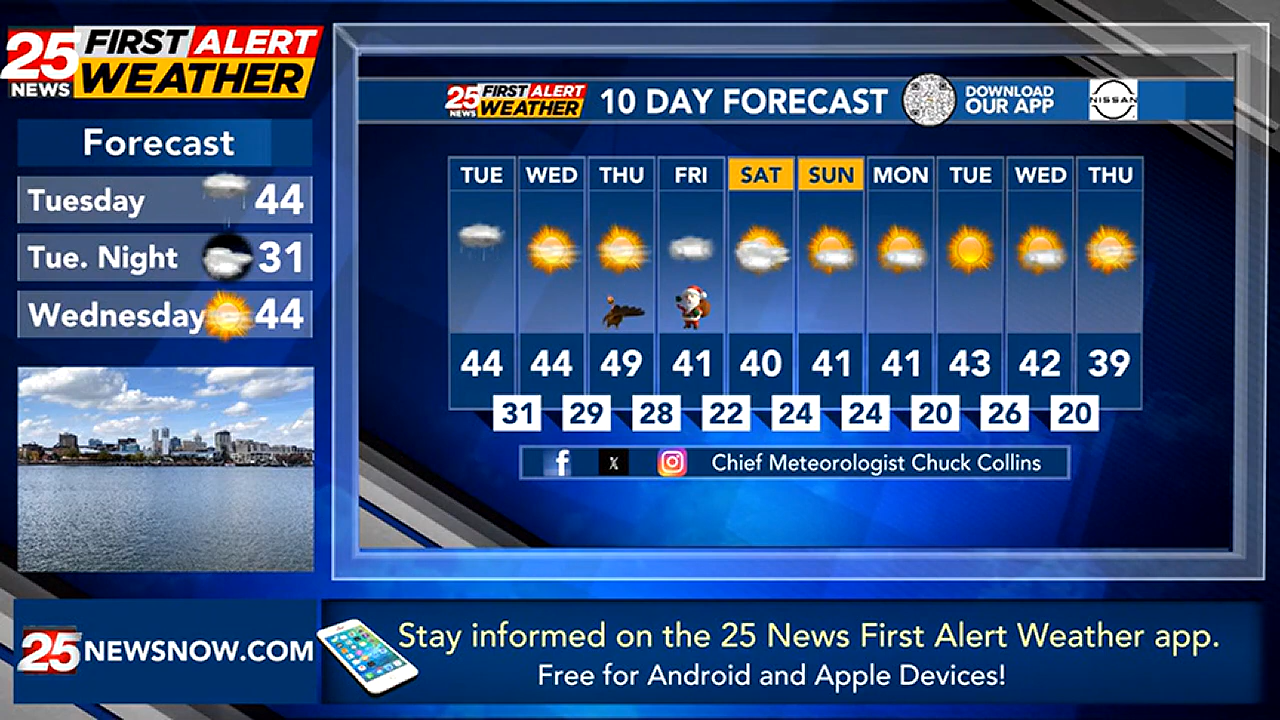 25 NEWS FIRST ALERT WEATHER
Forecast
Tuesday 44
Tue. Night 31
Wednesday 44
25 NEWS FIRST ALERT WEATHER 10 DAY FORECAST DOWNLOAD OUR APP NISSAN
TUE WED THU FRI SAT SUN MON TUE WED THU
44 44 49 41 40 41 41 43 42 39
31 29 28 22 24 24 20 26 20
f X Chief Meteorologist Chuck Collins
25 NEWSNOW.COM
Stay informed on the 25 News First Alert Weather app.
Free for Android and Apple Devices!